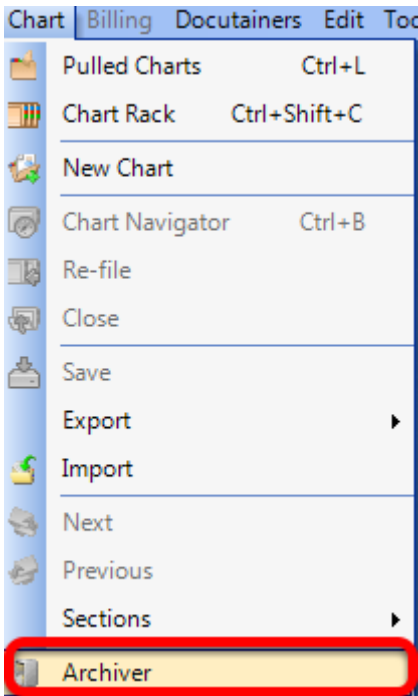 Chart Billing Docutainers Edit Too
Pulled Charts Ctrl+L
Chart Rack Ctrl+Shift+C
New Chart
Chart Navigator Ctrl+B
Re-file
Close
Save
Export
Import
Next
Previous
Sections
Archiver